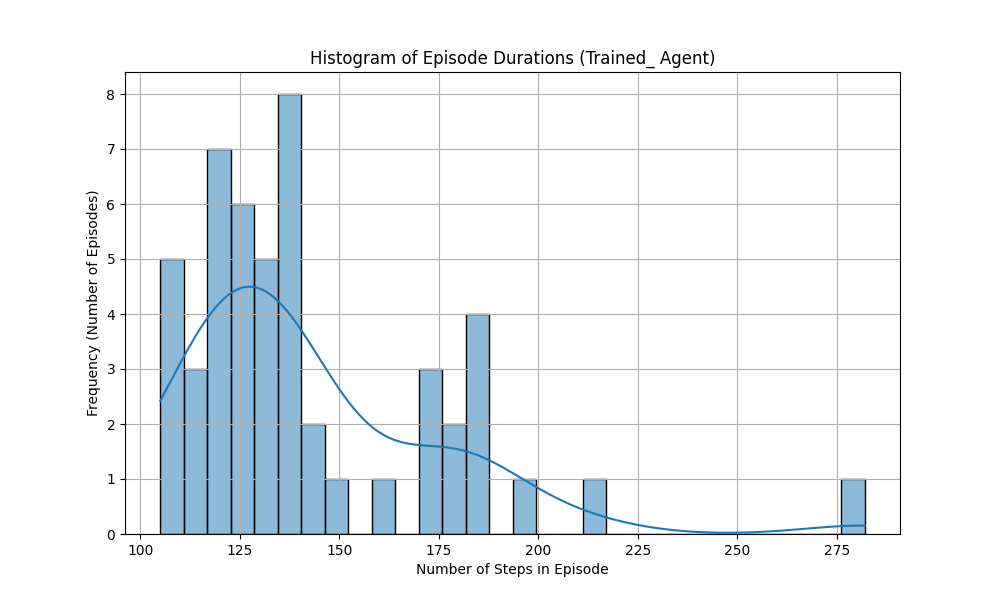 Histogram of Episode Durations (Trained_ Agent)
Frequency (Number of Episodes)
8
7
6
5
4
3
2
1
0
100 125 150 175 200 225 250 275
Number of Steps in Episode